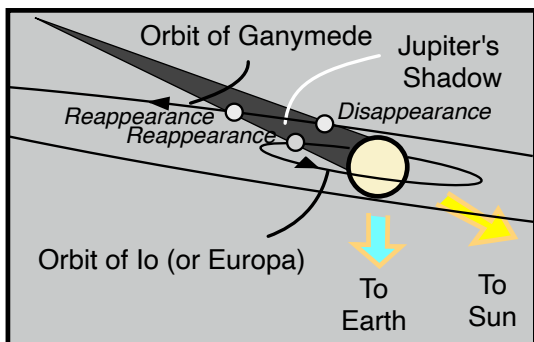 Orbit of Ganymede
Jupiter's
Shadow
Disappearance
Reappearance
Reappearance
Orbit of Io (or Europa)
To
Earth
To
Sun